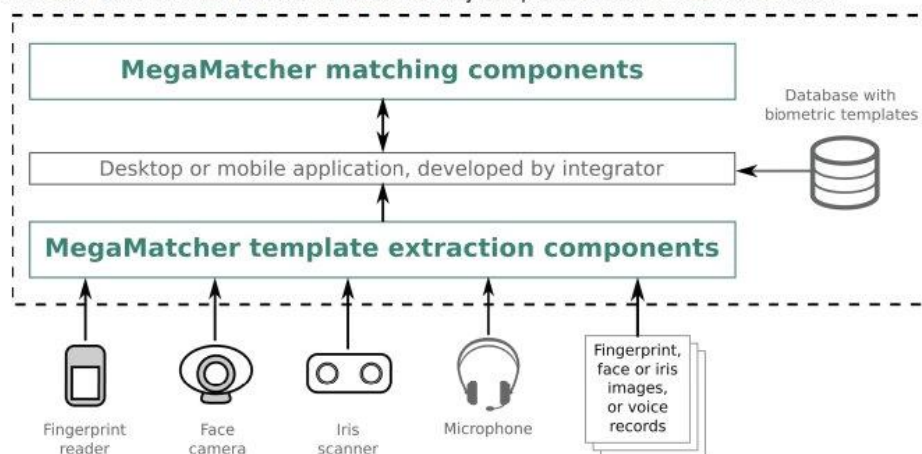 MegaMatcher matching components
Database with
biometric templates
Desktop or mobile application, developed by integrator
MegaMatcher template extraction components
Fingerprint
reader
Face
camera
Iris
scanner
Microphone
Fingerprint,
face or iris
images,
or voice
records